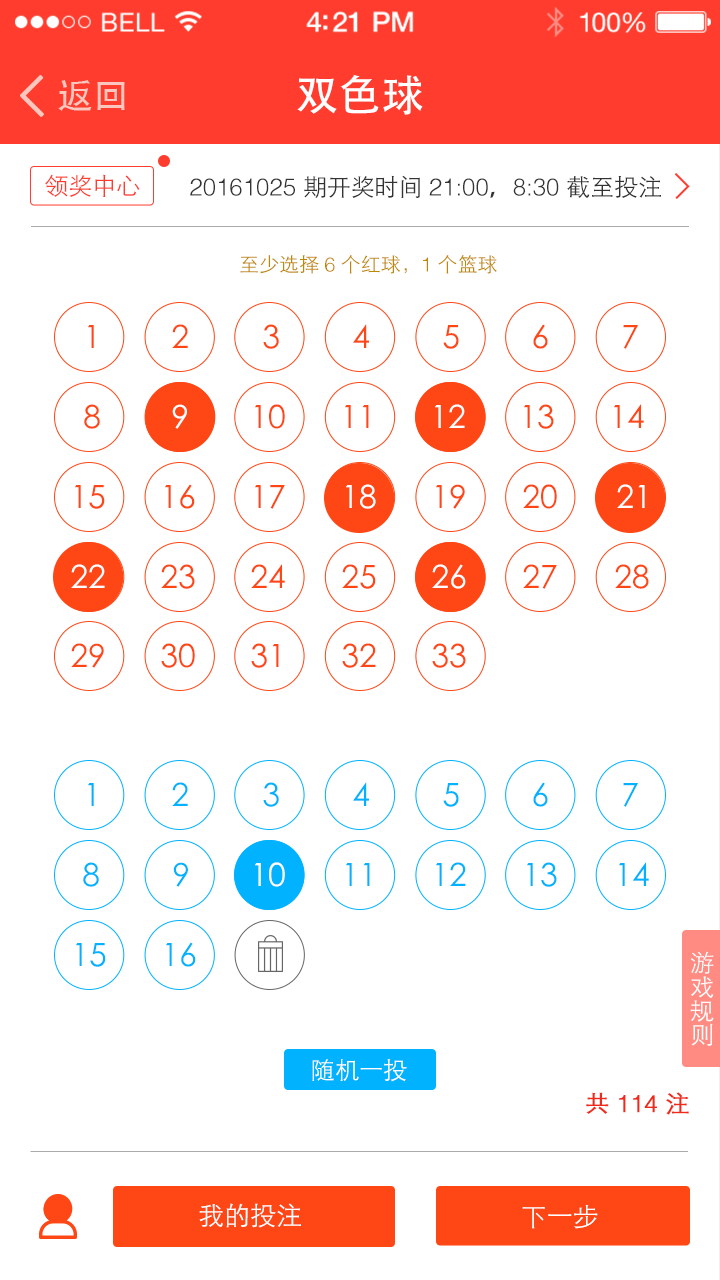 BELL 4:21 PM 100%
返回 双色球
领奖中心 20161025 期开奖时间 21:00，8:30 截至投注
至少选择 6 个红球，1 个篮球
1 2 3 4 5 6 7
8 9 10 11 12 13 14
15 16 17 18 19 20 21
22 23 24 25 26 27 28
29 30 31 32 33
1 2 3 4 5 6 7
8 9 10 11 12 13 14
15 16
游戏规则
随机一投
共 114 注
我的投注 下一步